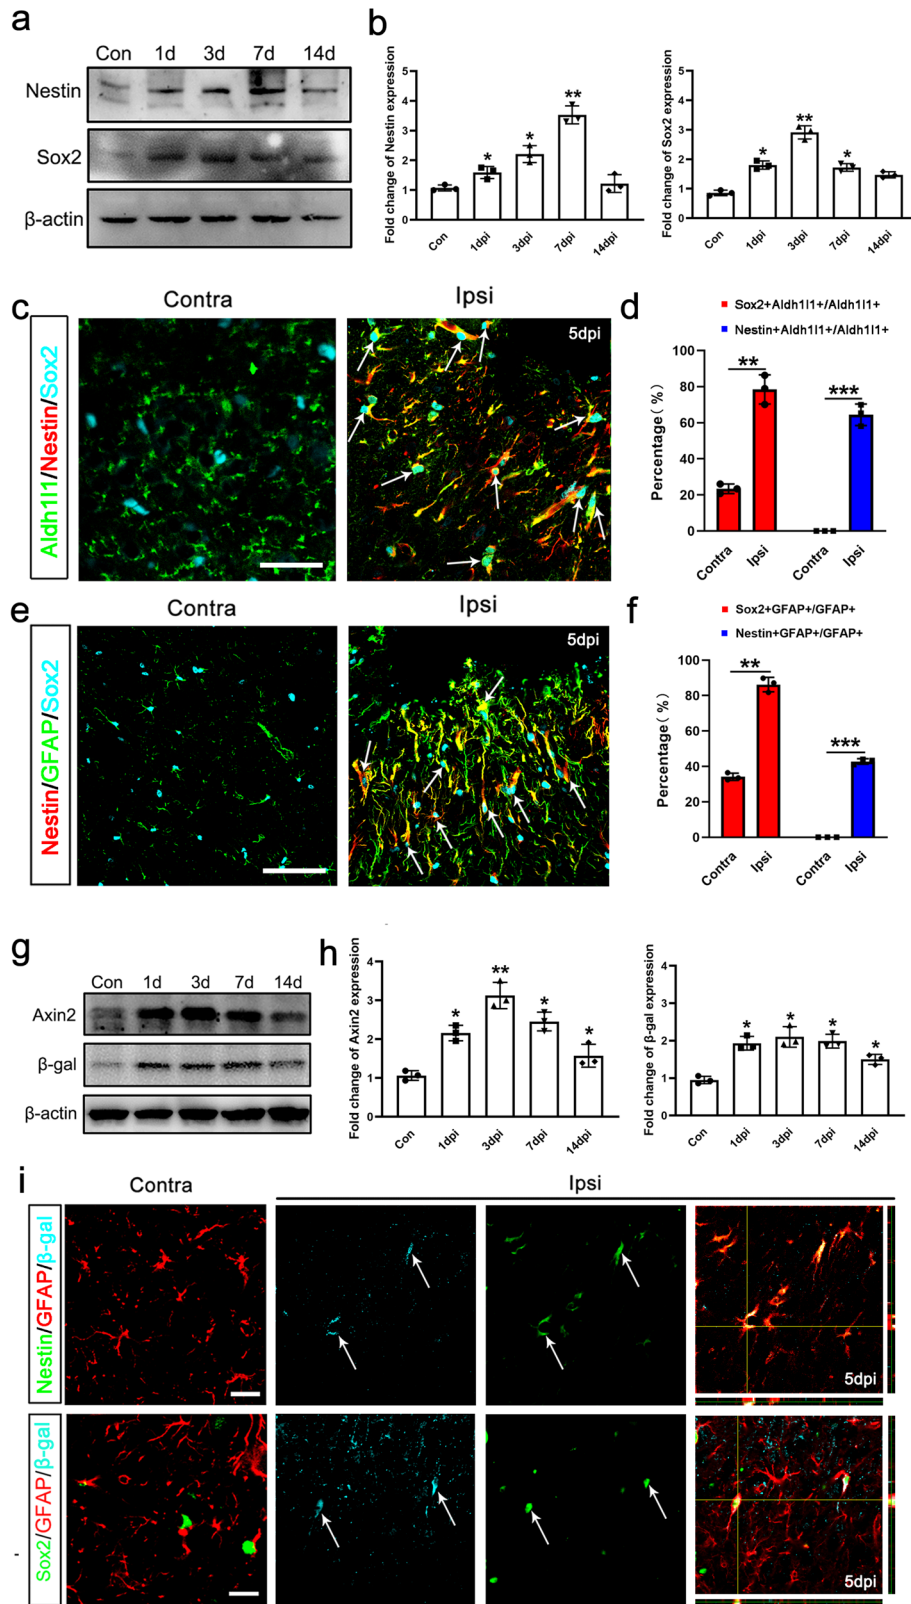 a
Con 1d 3d 7d 14d
Nestin
Sox2
β-actin
b
Fold change of Nestin expression
5
4
3
2
1
0
* * **
Con 1dpi 3dpi 7dpi 14dpi
Fold change of Sox2 expression
5
4
3
2
1
0
* ** *
Con 1dpi 3dpi 7dpi 14dpi
c
Contra Ipsi
Aldh1l1/Nestin/Sox2
5dpi
d
Sox2+Aldh1l1+/Aldh1l1+
Nestin+Aldh1l1+/Aldh1l1+
Percentage( %)
100
80
60
40
20
0
** ***
Contra Ipsi Contra Ipsi
e
Contra Ipsi
Nestin/GFAP/Sox2
5dpi
f
Sox2+GFAP+/GFAP+
Nestin+GFAP+/GFAP+
Percentage( %)
100
80
60
40
20
0
** ***
Contra Ipsi Contra Ipsi
g
Con 1d 3d 7d 14d
Axin2
β-gal
β-actin
h
Fold change of Axin2 expression
4
3
2
1
0
* ** * *
Con 1dpi 3dpi 7dpi 14dpi
Fold change of β-gal expression
4
3
2
1
0
* * * *
Con 1dpi 3dpi 7dpi 14dpi
i
Contra Ipsi
Nestin/GFAP/β-gal
5dpi
Sox2/GFAP/β-gal
5dpi